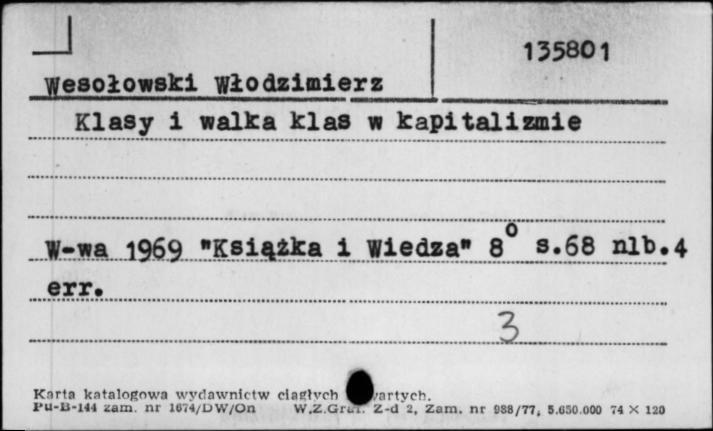 135801
Wesołowski Włodzimierz
Klasy i walka klas w kapitalizmie
W-wa 1969 "Książka i Wiedza" 8° s.68 nlb.4
err.
3
Karta katalogowa wydawnictw ciągłych
Pu-B-144 zam. nr 1674/DW/On W.Z.Graf. Z-d 2, Zam. nr 988/77, 5.650.000 74 × 120